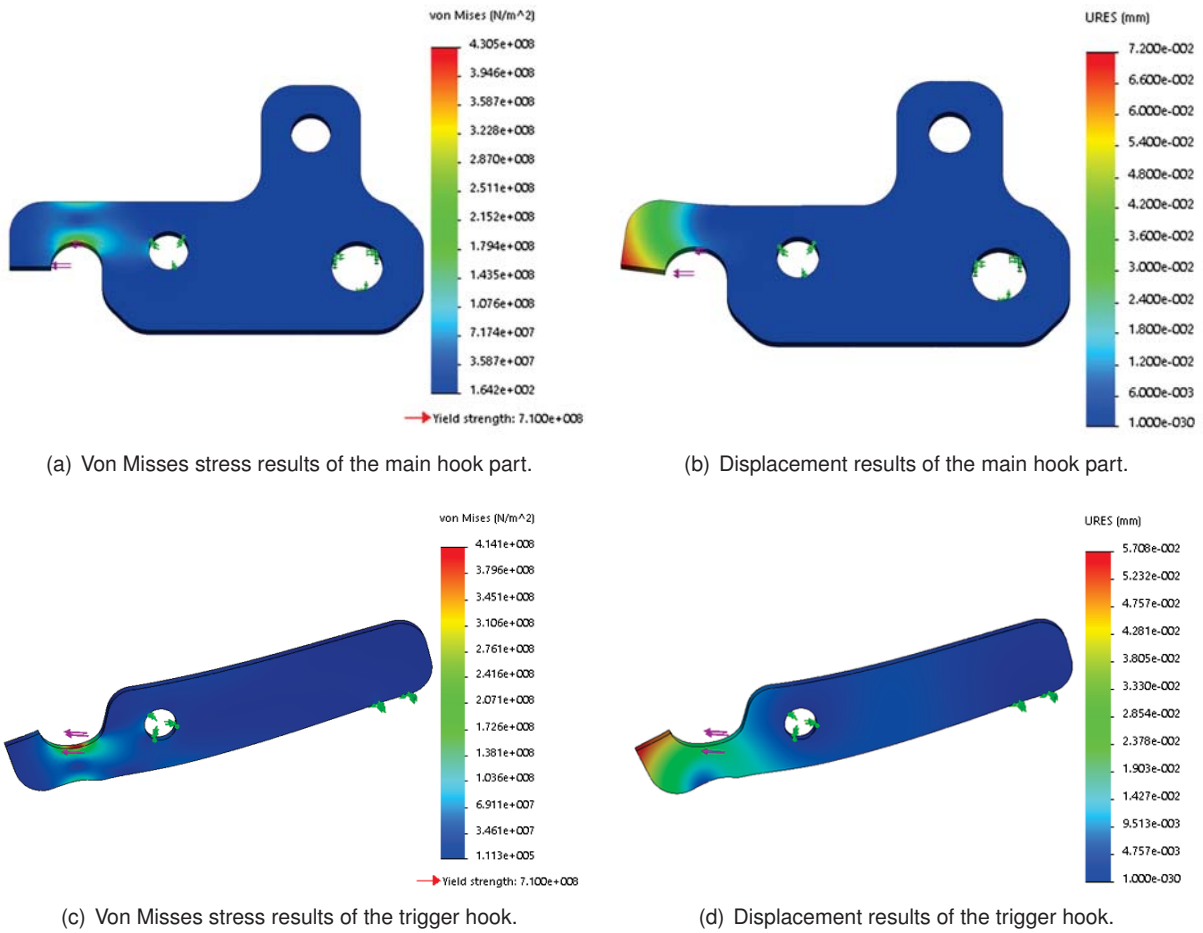 von Mises (N/m^2)
4.305e+008
3.946e+008
3.587e+008
3.228e+008
2.870e+008
2.511e+008
2.152e+008
1.794e+008
1.435e+008
1.076e+008
7.174e+007
3.587e+007
1.642e+002
Yield strength: 7.100e+008
URES (mm)
7.200e-002
6.600e-002
6.000e-002
5.400e-002
4.800e-002
4.200e-002
3.600e-002
3.000e-002
2.400e-002
1.800e-002
1.200e-002
6.000e-003
1.000e-030
(a) Von Misses stress results of the main hook part.
(b) Displacement results of the main hook part.
von Mises (N/m^2)
4.141e+008
3.796e+008
3.451e+008
3.106e+008
2.761e+008
2.416e+008
2.071e+008
1.726e+008
1.381e+008
1.036e+008
6.911e+007
3.461e+007
1.113e+005
Yield strength: 7.100e+008
URES (mm)
5.708e-002
5.232e-002
4.757e-002
4.281e-002
3.805e-002
3.330e-002
2.854e-002
2.378e-002
1.903e-002
1.427e-002
9.513e-003
4.757e-003
1.000e-030
(c) Von Misses stress results of the trigger hook.
(d) Displacement results of the trigger hook.